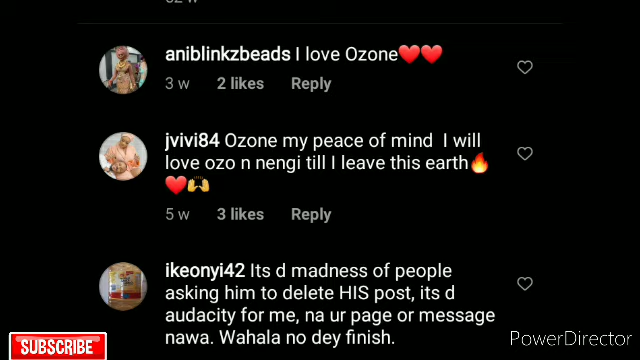 aniblinkzbeads I love Ozone❤️❤️
3 w 2 likes Reply
jvivi84 Ozone my peace of mind I will
love ozo n nengi till I leave this earth🔥
❤️🙌
5 w 3 likes Reply
ikeonyi42 Its d madness of people
asking him to delete HIS post, its d
audacity for me, na ur page or message
nawa. Wahala no dey finish.
SUBSCRIBE
PowerDirector